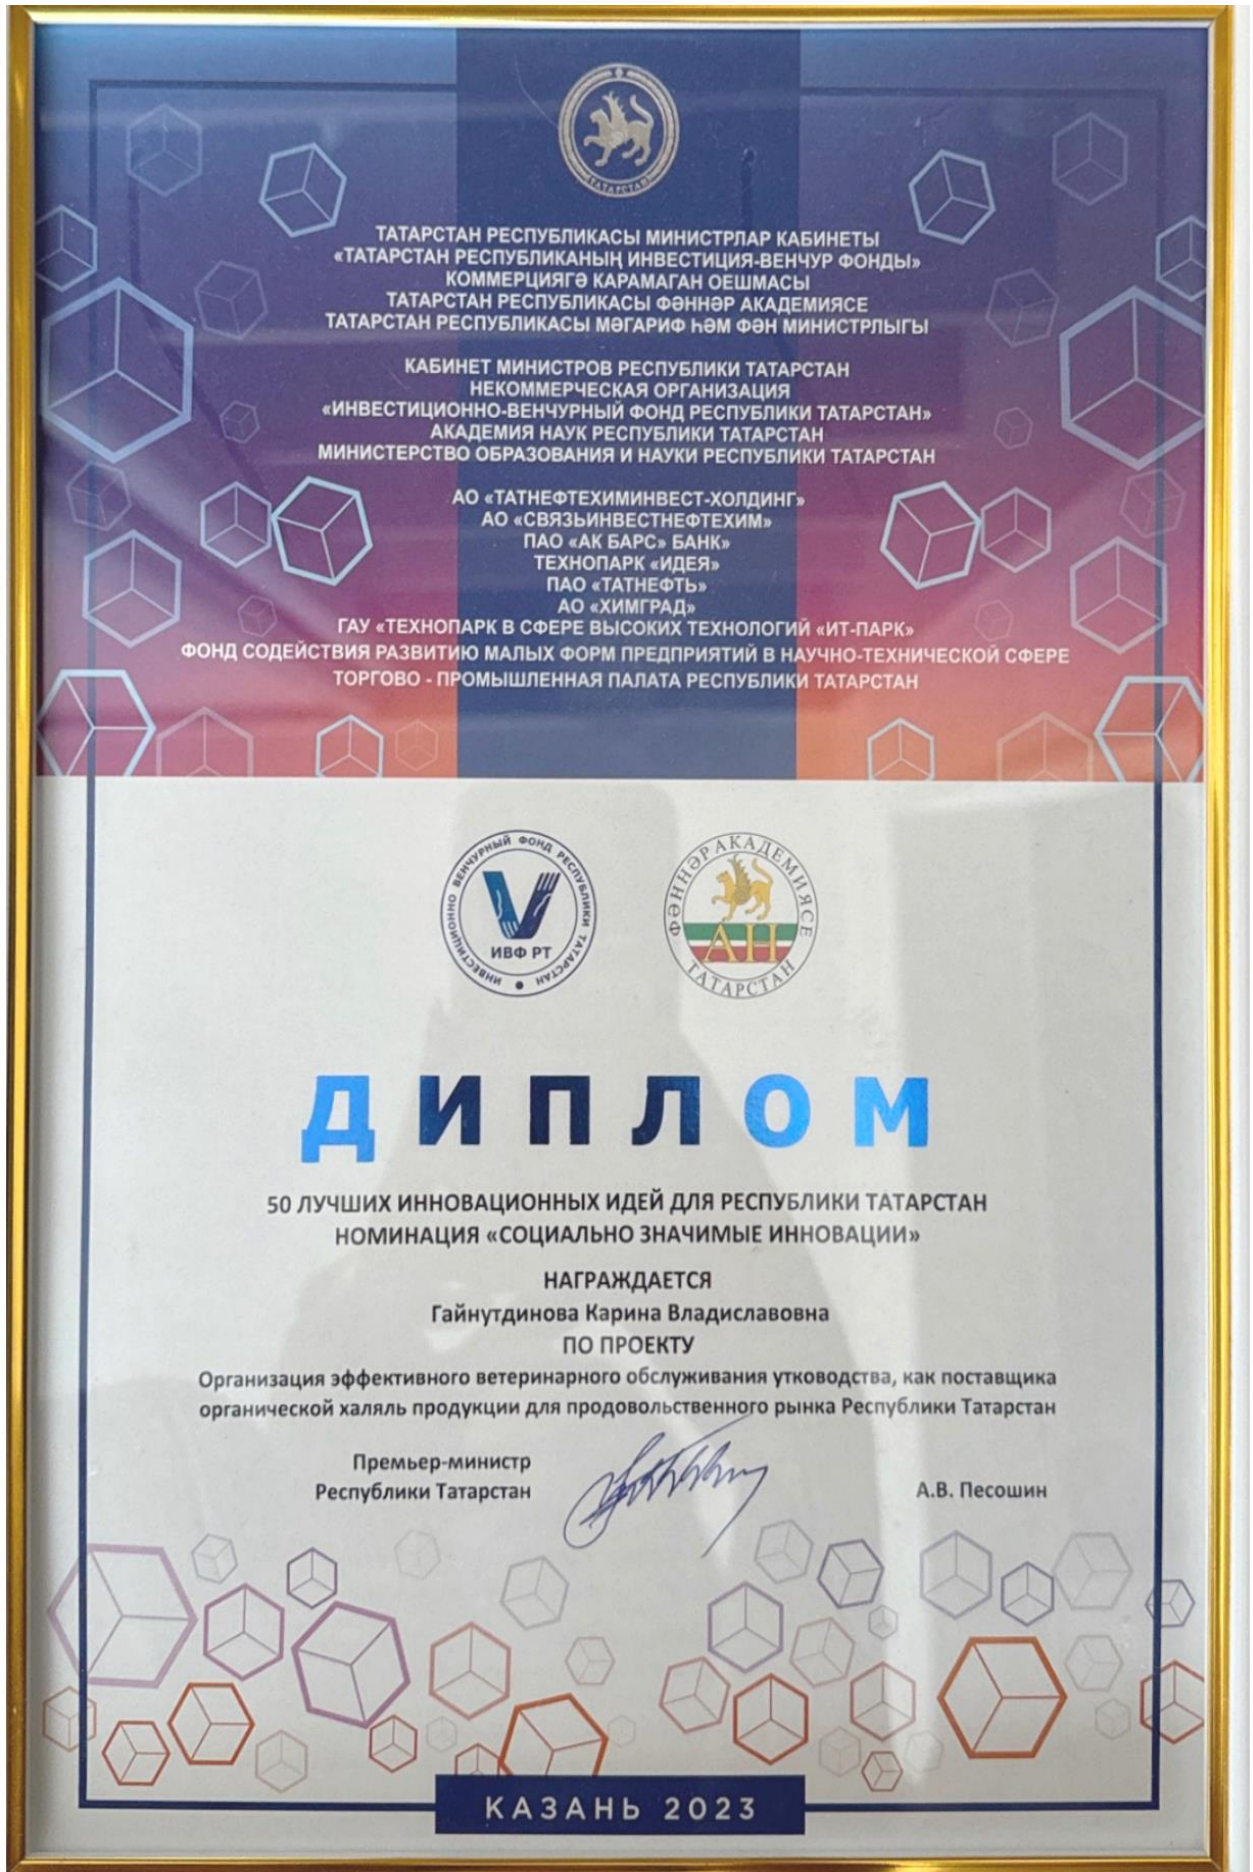 ТАТАРСТАН
ТАТАРСТАН РЕСПУБЛИКАСЫ МИНИСТРЛАР КАБИНЕТЫ
«ТАТАРСТАН РЕСПУБЛИКАНЫҢ ИНВЕСТИЦИЯ-ВЕНЧУР ФОНДЫ»
КОММЕРЦИЯГӘ КАРАМАГАН ОЕШМАСЫ
ТАТАРСТАН РЕСПУБЛИКАСЫ ФӘННӘР АКАДЕМИЯСЕ
ТАТАРСТАН РЕСПУБЛИКАСЫ МӘГАРИФ ҺӘМ ФӘН МИНИСТРЛЫГЫ
КАБИНЕТ МИНИСТРОВ РЕСПУБЛИКИ ТАТАРСТАН
НЕКОММЕРЧЕСКАЯ ОРГАНИЗАЦИЯ
«ИНВЕСТИЦИОННО-ВЕНЧУРНЫЙ ФОНД РЕСПУБЛИКИ ТАТАРСТАН»
АКАДЕМИЯ НАУК РЕСПУБЛИКИ ТАТАРСТАН
МИНИСТЕРСТВО ОБРАЗОВАНИЯ И НАУКИ РЕСПУБЛИКИ ТАТАРСТАН
АО «ТАТНЕФТЕХИМИНВЕСТ-ХОЛДИНГ»
АО «СВЯЗЬИНВЕСТНЕФТЕХИМ»
ПАО «АК БАРС» БАНК»
ТЕХНОПАРК «ИДЕЯ»
ПАО «ТАТНЕФТЬ»
АО «ХИМГРАД»
ГАУ «ТЕХНОПАРК В СФЕРЕ ВЫСОКИХ ТЕХНОЛОГИЙ «ИТ-ПАРК»
ФОНД СОДЕЙСТВИЯ РАЗВИТИЮ МАЛЫХ ФОРМ ПРЕДПРИЯТИЙ В НАУЧНО-ТЕХНИЧЕСКОЙ СФЕРЕ
ТОРГОВО - ПРОМЫШЛЕННАЯ ПАЛАТА РЕСПУБЛИКИ ТАТАРСТАН
ИНВЕСТИЦИОННО ВЕНЧУРНЫЙ ФОНД РЕСПУБЛИКИ ТАТАРСТАН
ИВФ РТ
ФӘННӘР АКАДЕМИЯСЕ
АН
ТАТАРСТАН
ДИПЛОМ
50 ЛУЧШИХ ИННОВАЦИОННЫХ ИДЕЙ ДЛЯ РЕСПУБЛИКИ ТАТАРСТАН
НОМИНАЦИЯ «СОЦИАЛЬНО ЗНАЧИМЫЕ ИННОВАЦИИ»
НАГРАЖДАЕТСЯ
Гайнутдинова Карина Владиславовна
ПО ПРОЕКТУ
Организация эффективного ветеринарного обслуживания утководства, как поставщика
органической халяль продукции для продовольственного рынка Республики Татарстан
Премьер-министр
Республики Татарстан
А.В. Песошин
КАЗАНЬ 2023